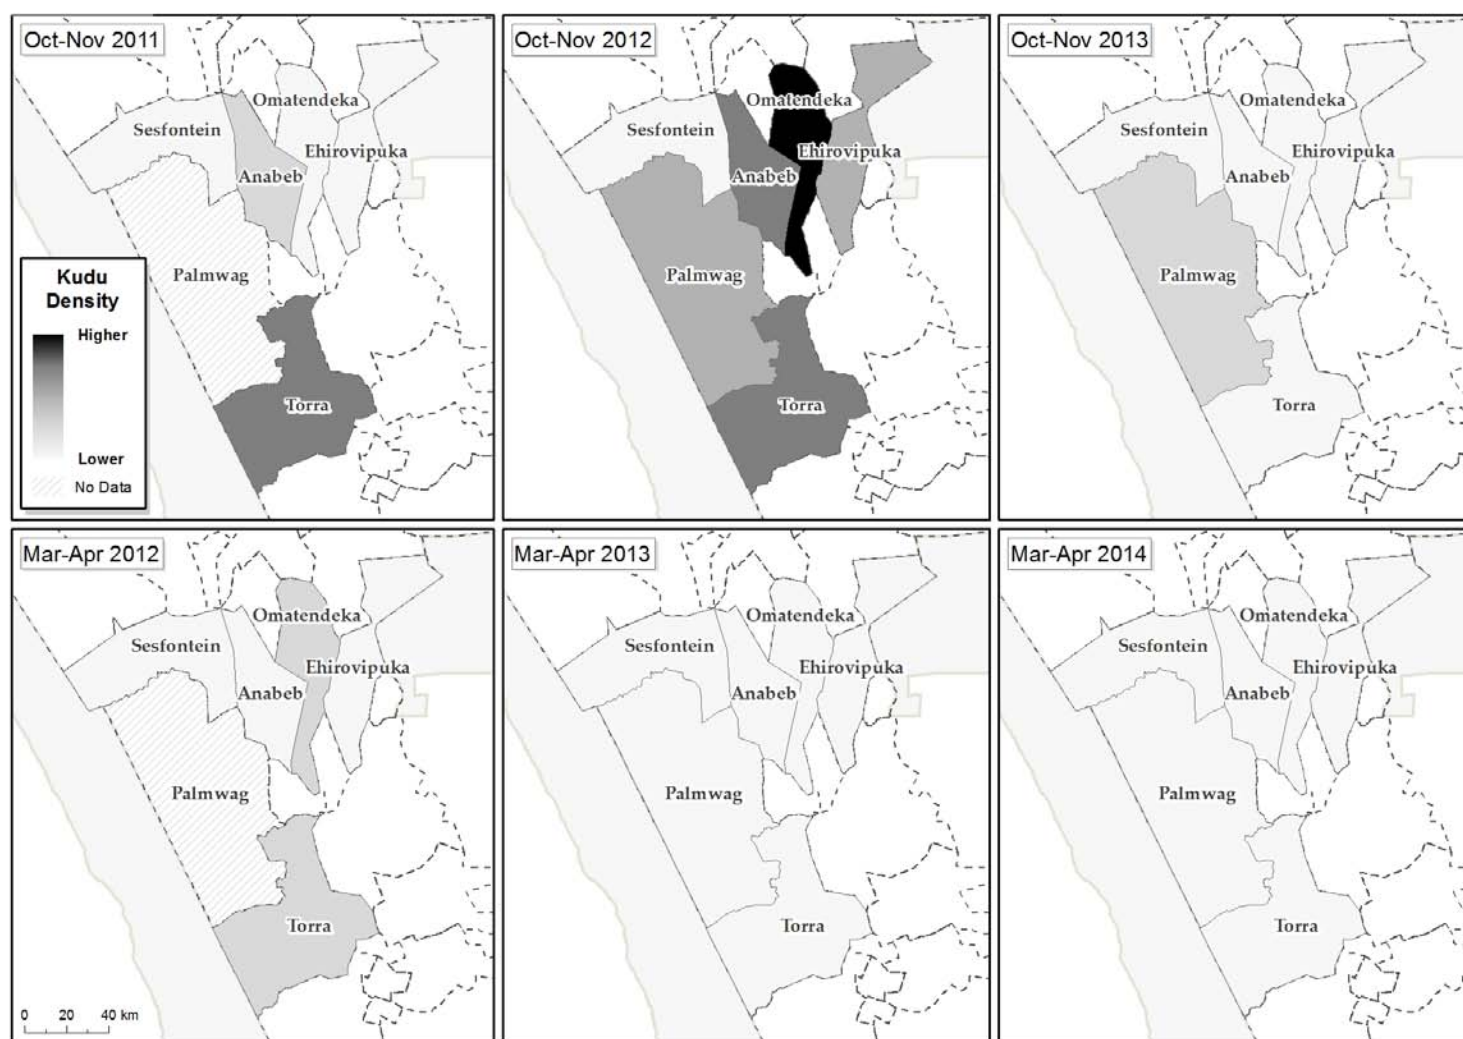 Oct-Nov 2011
Omatendeka
Sesfontein
Ehirovipuka
Anabeb
Palmwag
Torra
Kudu
Density
Higher
Lower
No Data
Oct-Nov 2012
Omatendeka
Sesfontein
Ehirovipuka
Anabeb
Palmwag
Torra
Oct-Nov 2013
Omatendeka
Sesfontein
Ehirovipuka
Anabeb
Palmwag
Torra
Mar-Apr 2012
Omatendeka
Sesfontein
Ehirovipuka
Anabeb
Palmwag
Torra
0 20 40 km
Mar-Apr 2013
Omatendeka
Sesfontein
Ehirovipuka
Anabeb
Palmwag
Torra
Mar-Apr 2014
Omatendeka
Sesfontein
Ehirovipuka
Anabeb
Palmwag
Torra